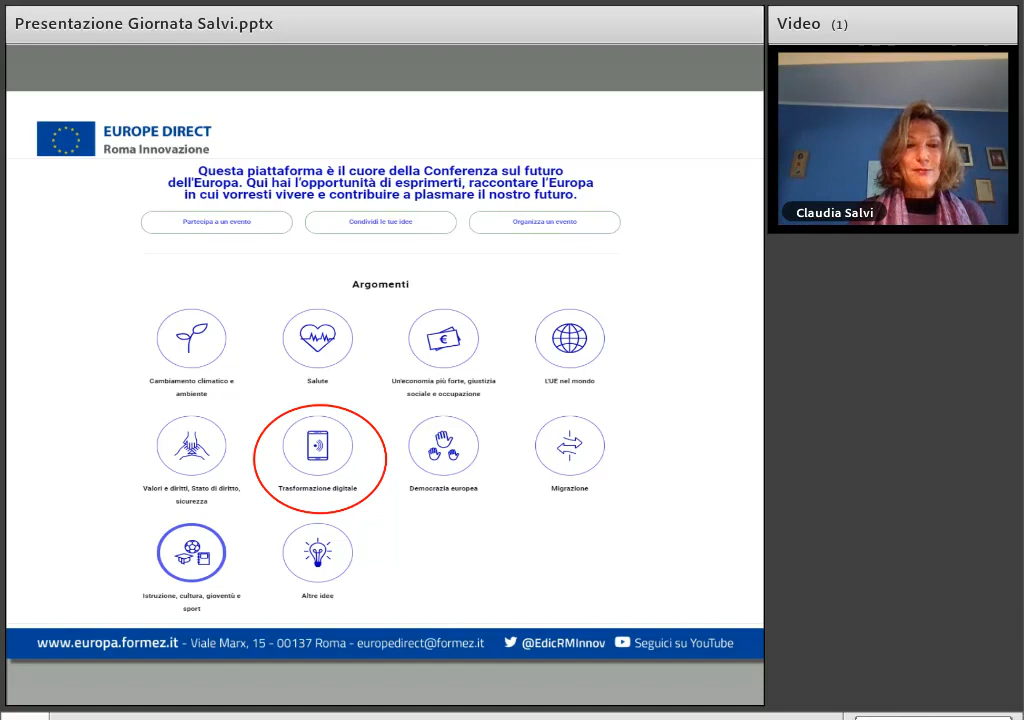 Presentazione Giornata Salvi.pptx
Video (1)
EUROPE DIRECT
Roma Innovazione
Questa piattaforma è il cuore della Conferenza sul futuro
dell'Europa. Qui hai l'opportunità di esprimerti, raccontare l'Europa
in cui vorresti vivere e contribuire a plasmare il nostro futuro.
Partecipa a un evento
Condividi le tue idee
Organizza un evento
Claudia Salvi
Argomenti
Cambiamento climatico e
ambiente
Salute
Un'economia più forte, giustizia
sociale e occupazione
L'UE nel mondo
Valori e diritti, Stato di diritto,
sicurezza
Trasformazione digitale
Democrazia europea
Migrazione
Istruzione, cultura, gioventù e
sport
Altre idee
www.europa.formez.it - Viale Marx, 15 - 00137 Roma - europedirect@formez.it @EdicRMInnov Seguici su YouTube